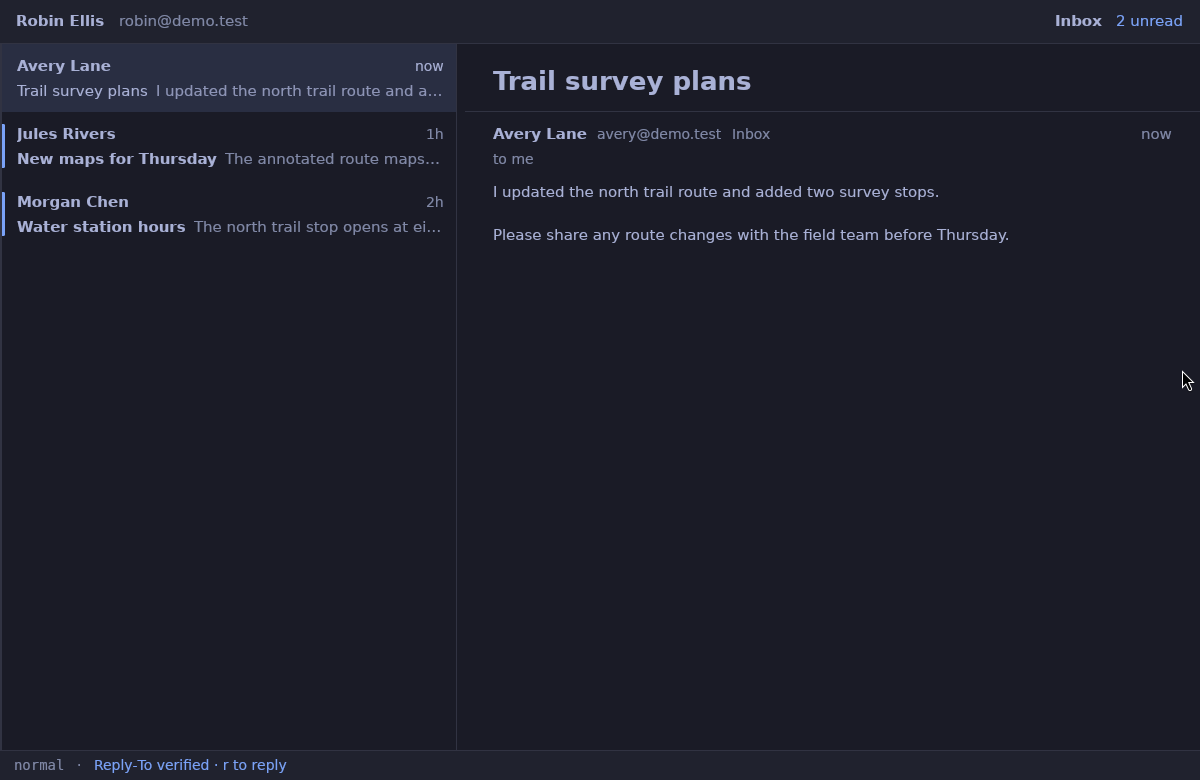 Robin Ellis robin@demo.test
Inbox 2 unread
Avery Lane now
Trail survey plans I updated the north trail route and a...
Jules Rivers 1h
New maps for Thursday The annotated route maps...
Morgan Chen 2h
Water station hours The north trail stop opens at ei...
Trail survey plans
Avery Lane avery@demo.test Inbox now
to me
I updated the north trail route and added two survey stops.
Please share any route changes with the field team before Thursday.
normal · Reply-To verified · r to reply